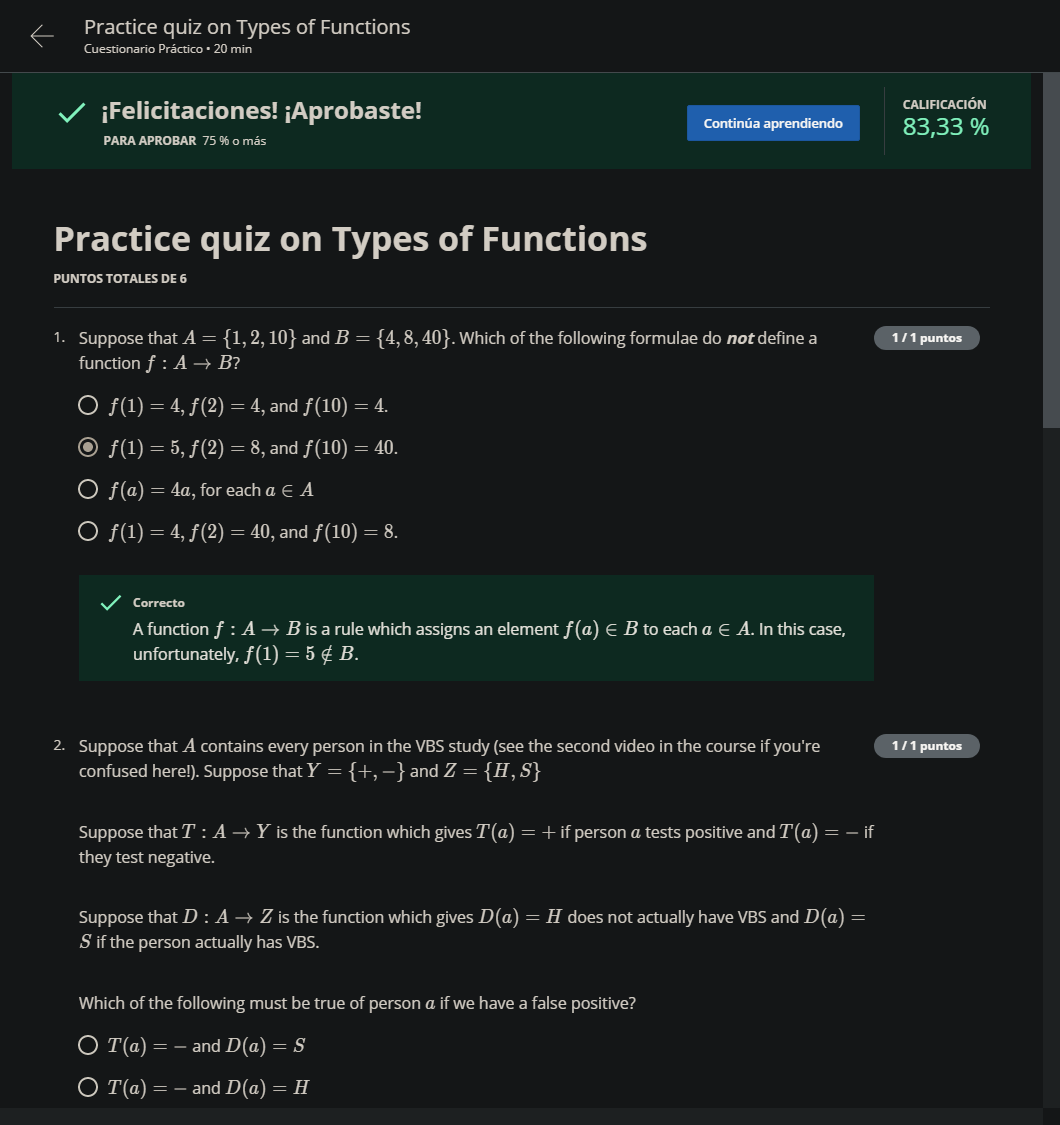 Practice quiz on Types of Functions
Cuestionario Práctico • 20 min
¡Felicitaciones! ¡Aprobaste!
PARA APROBAR 75 % o más
Continúa aprendiendo
CALIFICACIÓN
83,33 %
Practice quiz on Types of Functions
PUNTOS TOTALES DE 6
1. Suppose that A = {1, 2, 10} and B = {4, 8, 40}. Which of the following formulae do not define a
function f : A → B?
1 / 1 puntos
f(1) = 4, f(2) = 4, and f(10) = 4.
f(1) = 5, f(2) = 8, and f(10) = 40.
f(a) = 4a, for each a ∈ A
f(1) = 4, f(2) = 40, and f(10) = 8.
Correcto
A function f : A → B is a rule which assigns an element f(a) ∈ B to each a ∈ A. In this case,
unfortunately, f(1) = 5 ∉ B.
2. Suppose that A contains every person in the VBS study (see the second video in the course if you're
confused here!). Suppose that Y = {+, −} and Z = {H, S}
1 / 1 puntos
Suppose that T : A → Y is the function which gives T(a) = + if person a tests positive and T(a) = − if
they test negative.
Suppose that D : A → Z is the function which gives D(a) = H does not actually have VBS and D(a) =
S if the person actually has VBS.
Which of the following must be true of person a if we have a false positive?
T(a) = − and D(a) = S
T(a) = − and D(a) = H